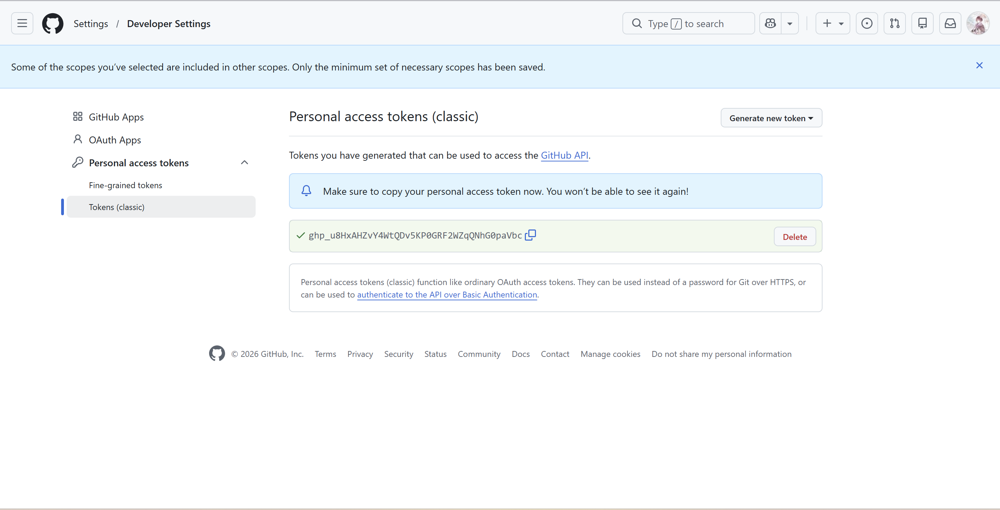 Settings / Developer Settings
Type / to search
Some of the scopes you’ve selected are included in other scopes. Only the minimum set of necessary scopes has been saved.
GitHub Apps
OAuth Apps
Personal access tokens
Fine-grained tokens
Tokens (classic)
Personal access tokens (classic)
Generate new token
Tokens you have generated that can be used to access the GitHub API.
Make sure to copy your personal access token now. You won’t be able to see it again!
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
Delete
Personal access tokens (classic) function like ordinary OAuth access tokens. They can be used instead of a password for Git over HTTPS, or
can be used to authenticate to the API over Basic Authentication.
© 2026 GitHub, Inc. Terms Privacy Security Status Community Docs Contact Manage cookies Do not share my personal information